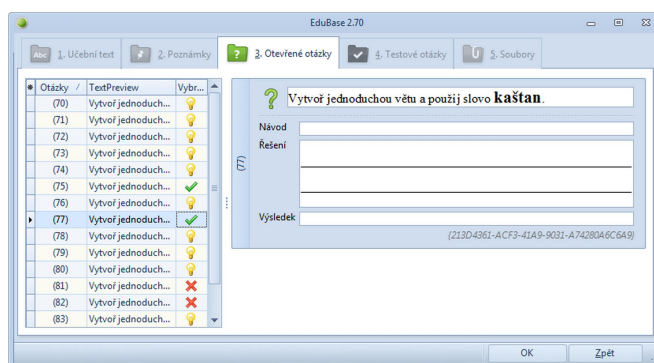 EduBase 2.70
Abc 1. Učební text 2. Poznámky ? 3. Otevřené otázky 4. Testové otázky U 5. Soubory
Otázky / TextPreview Vybr...
(70) Vytvoř jednoduch...
(71) Vytvoř jednoduch...
(72) Vytvoř jednoduch...
(73) Vytvoř jednoduch...
(74) Vytvoř jednoduch...
(75) Vytvoř jednoduch...
(76) Vytvoř jednoduch...
(77) Vytvoř jednoduch...
(78) Vytvoř jednoduch...
(79) Vytvoř jednoduch...
(80) Vytvoř jednoduch...
(81) Vytvoř jednoduch...
(82) Vytvoř jednoduch...
(83) Vytvoř jednoduch...
(77)
? Vytvoř jednoduchou větu a použij slovo kaštan.
Návod
Řešení
Výsledek
{213D4361-ACF3-41A9-9031-A74280A6C6A9}
OK Zpět